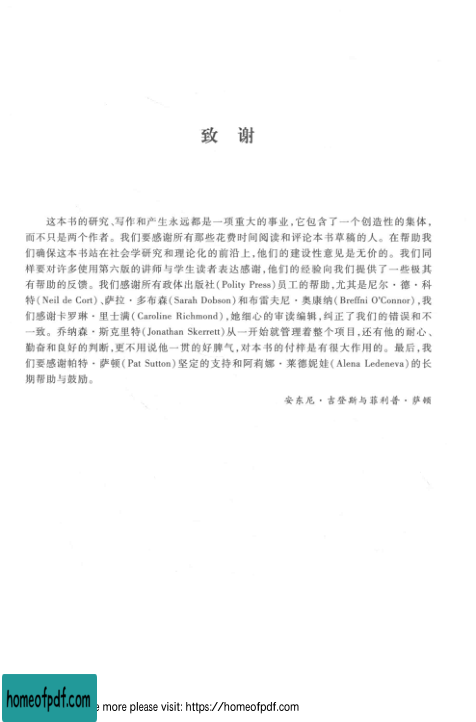 致 谢
这本书的研究、写作和产生永远都是一项重大的事业，它包含了一个创造性的集体，
而不只是两个作者。我们要感谢所有那些花费时间阅读和评论本书草稿的人。在帮助我
们确保这本书站在社会学研究和理论化的前沿上，他们的建设性意见是无价的。我们同
样要对许多使用第六版的讲师与学生读者表达感谢，他们的经验向我们提供了一些极其
有帮助的反馈。我们感谢所有政体出版社(Polity Press)员工的帮助，尤其是尼尔·德·科
特(Neil de Cort)、萨拉·多布森(Sarah Dobson)和布雷夫尼·奥康纳(Breffni O'Connor)，我
们感谢卡罗琳·里士满(Caroline Richmond)，她细心的审读编辑，纠正了我们的错误和不
一致。乔纳森·斯克里特(Jonathan Skerrett)从一开始就管理着整个项目，还有他的耐心、
勤奋和良好的判断，更不用说他一贯的好脾气，对本书的付梓是有很大作用的。最后，我
们要感谢帕特·萨顿(Pat Sutton)坚定的支持和阿莉娜·莱德妮娃(Alena Ledeneva)的长
期帮助与鼓励。
安东尼·吉登斯与菲利普·萨顿
homeofpdf.com
e more please visit: https://homeofpdf.com